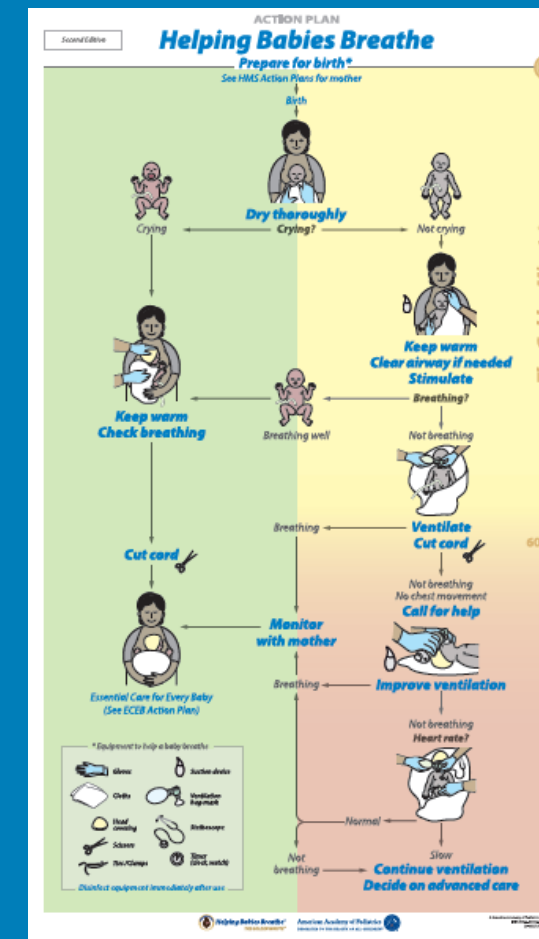 ACTION PLAN
Second Edition
Helping Babies Breathe
Prepare for birth*
See HMS Action Plans for mother
Birth
Dry thoroughly
Crying
Crying?
Not crying
Keep warm
Clear airway if needed
Stimulate
Keep warm
Check breathing
Breathing well
Breathing?
Not breathing
Breathing
Ventilate
Cut cord
60
Cut cord
Not breathing
No chest movement
Call for help
Monitor
with mother
Breathing
Improve ventilation
Essential Care for Every Baby
(See ECEB Action Plan)
Not breathing
Heart rate?
* Equipment to help a baby breathe
Gloves
Suction device
Cloths
Ventilation
bag-mask
Head
covering
Stethoscope
Scissors
Ties/Clamps
Timer
(clock, watch)
Disinfect equipment immediately after use
Normal
Slow
Not
breathing
Continue ventilation
Decide on advanced care
Helping Babies Breathe
American Academy of Pediatrics